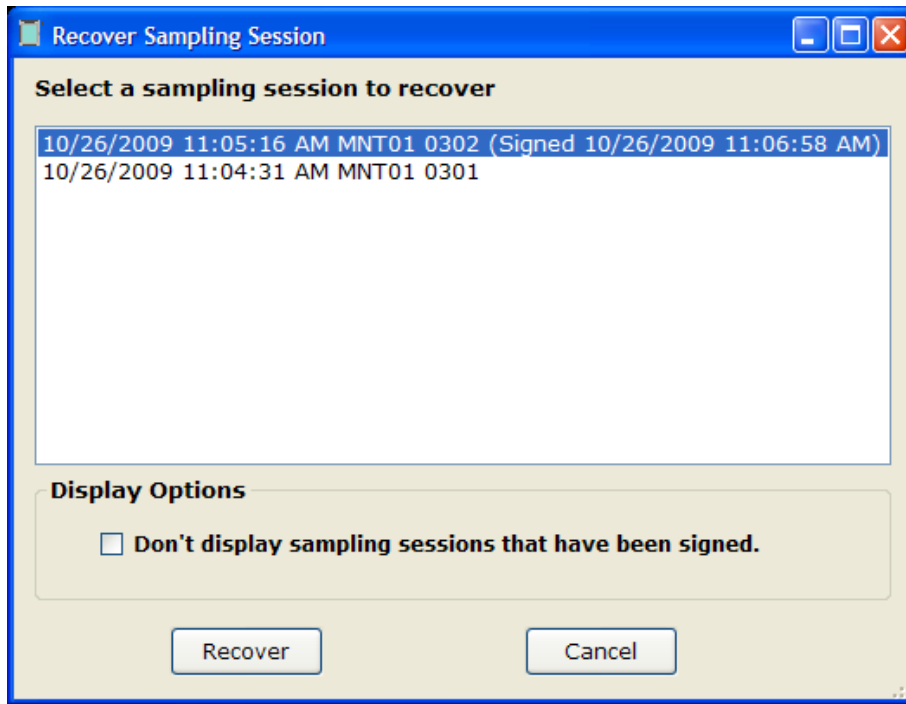 Recover Sampling Session
Select a sampling session to recover
10/26/2009 11:05:16 AM MNT01 0302 (Signed 10/26/2009 11:06:58 AM)
10/26/2009 11:04:31 AM MNT01 0301
Display Options
Don't display sampling sessions that have been signed.
Recover Cancel